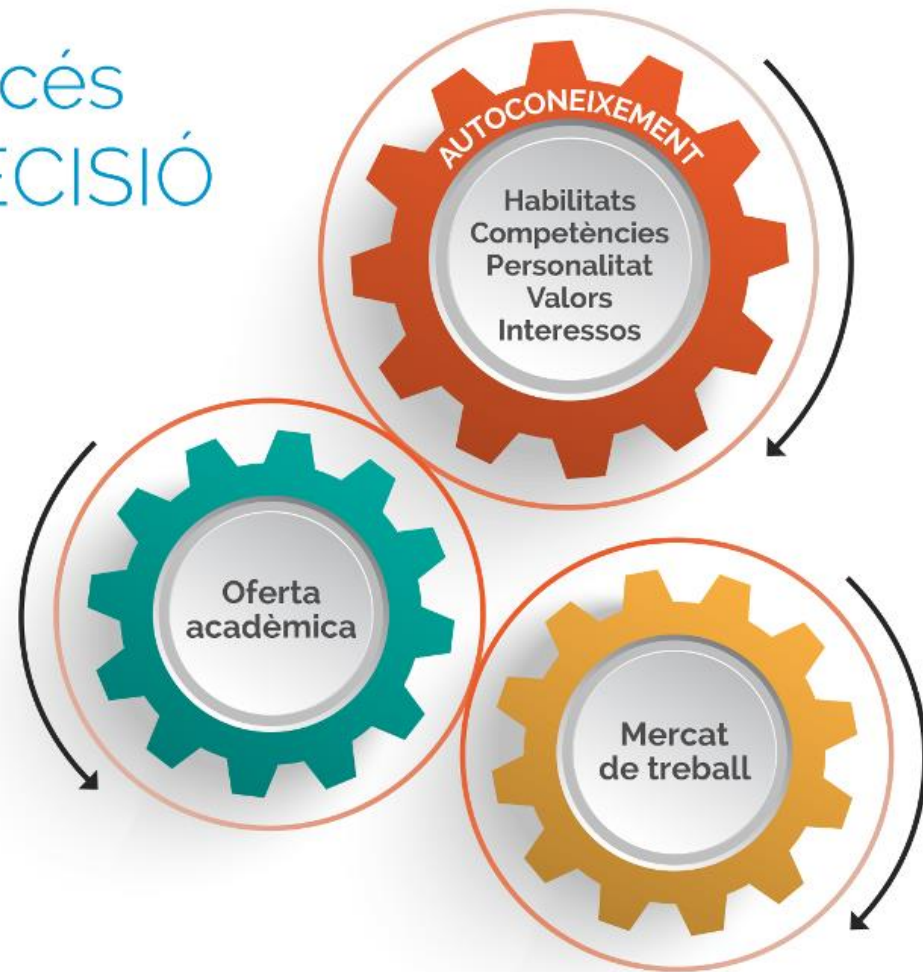 cés
ECISIÓ
AUTOCONEIXEMENT
Habilitats
Competències
Personalitat
Valors
Interessos
Oferta
acadèmica
Mercat
de treball